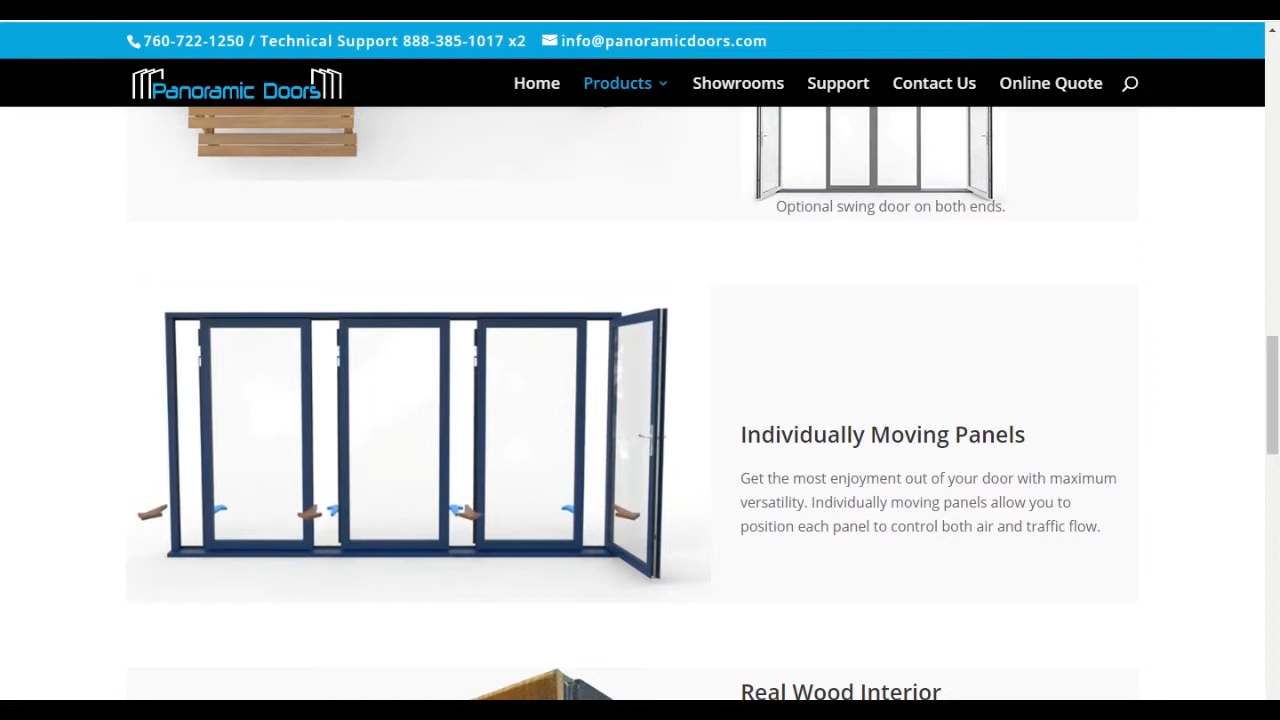 760-722-1250 / Technical Support 888-385-1017 x2 info@panoramicdoors.com
Panoramic Doors Home Products Showrooms Support Contact Us Online Quote
Optional swing door on both ends.
Individually Moving Panels
Get the most enjoyment out of your door with maximum
versatility. Individually moving panels allow you to
position each panel to control both air and traffic flow.
Real Wood Interior